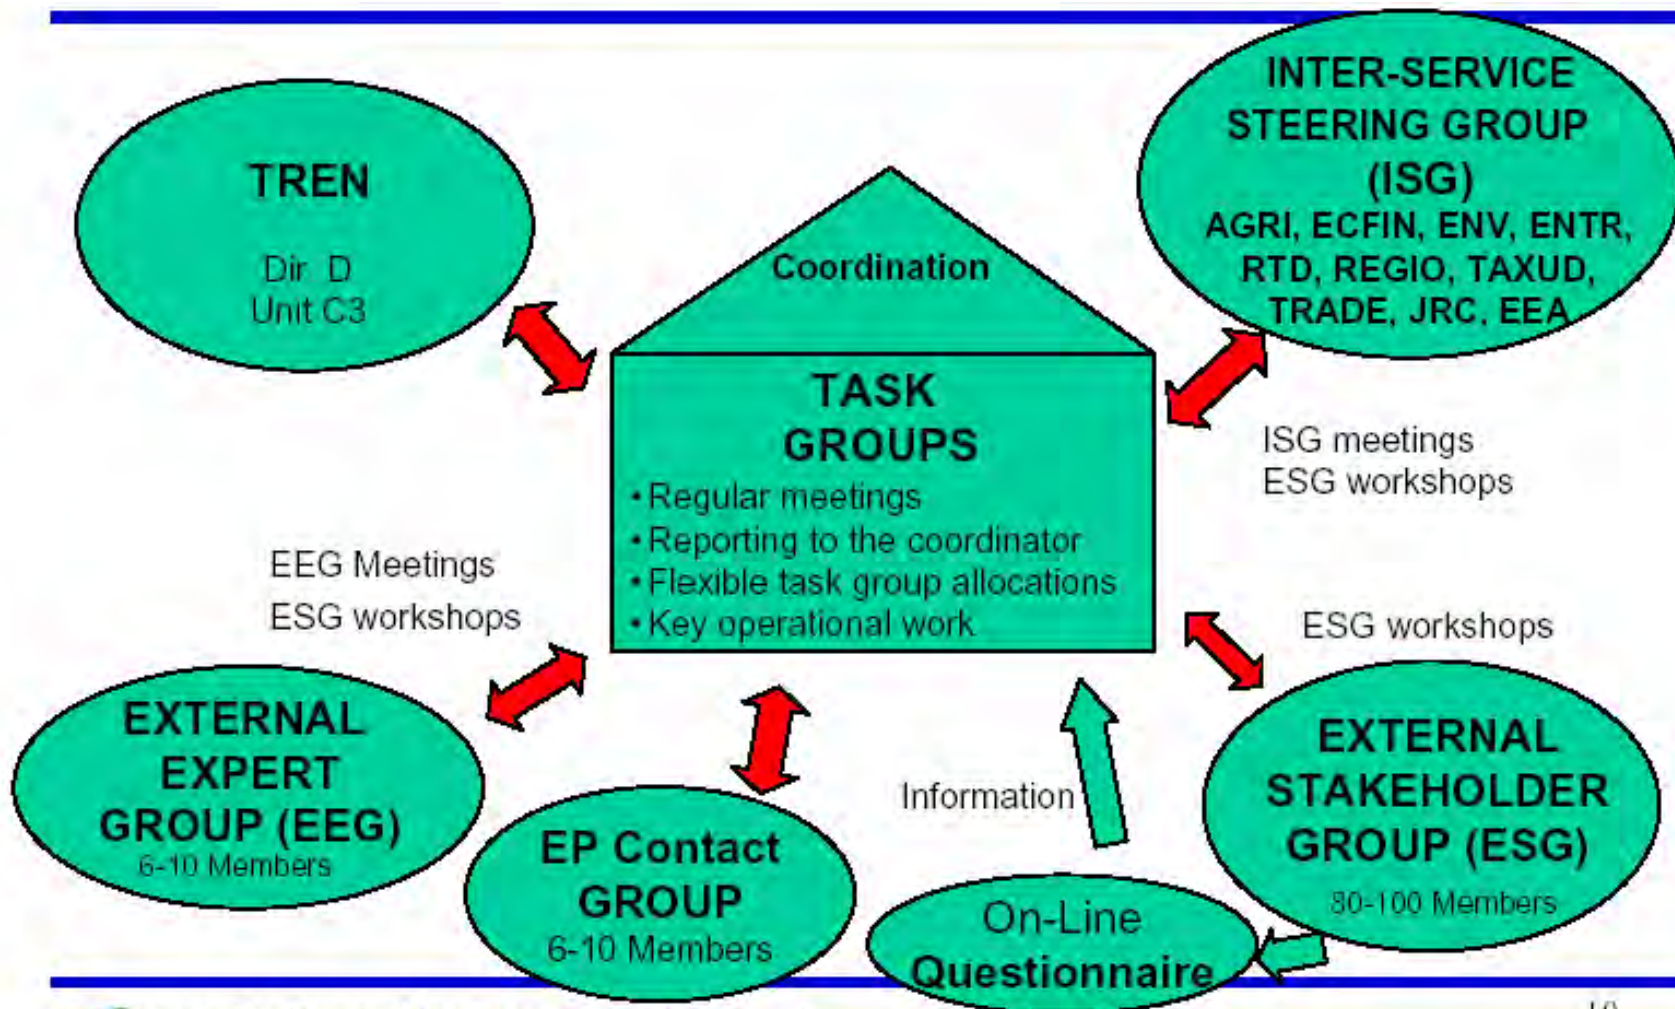 TREN
Dir D
Unit C3
INTER-SERVICE
STEERING GROUP
(ISG)
AGRI, ECFIN, ENV, ENTR,
RTD, REGIO, TAXUD,
TRADE, JRC, EEA
Coordination
TASK
GROUPS
• Regular meetings
• Reporting to the coordinator
• Flexible task group allocations
• Key operational work
ISG meetings
ESG workshops
EEG Meetings
ESG workshops
ESG workshops
EXTERNAL
EXPERT
GROUP (EEG)
6-10 Members
EP Contact
GROUP
6-10 Members
Information
On-Line
Questionnaire
EXTERNAL
STAKEHOLDER
GROUP (ESG)
80-100 Members